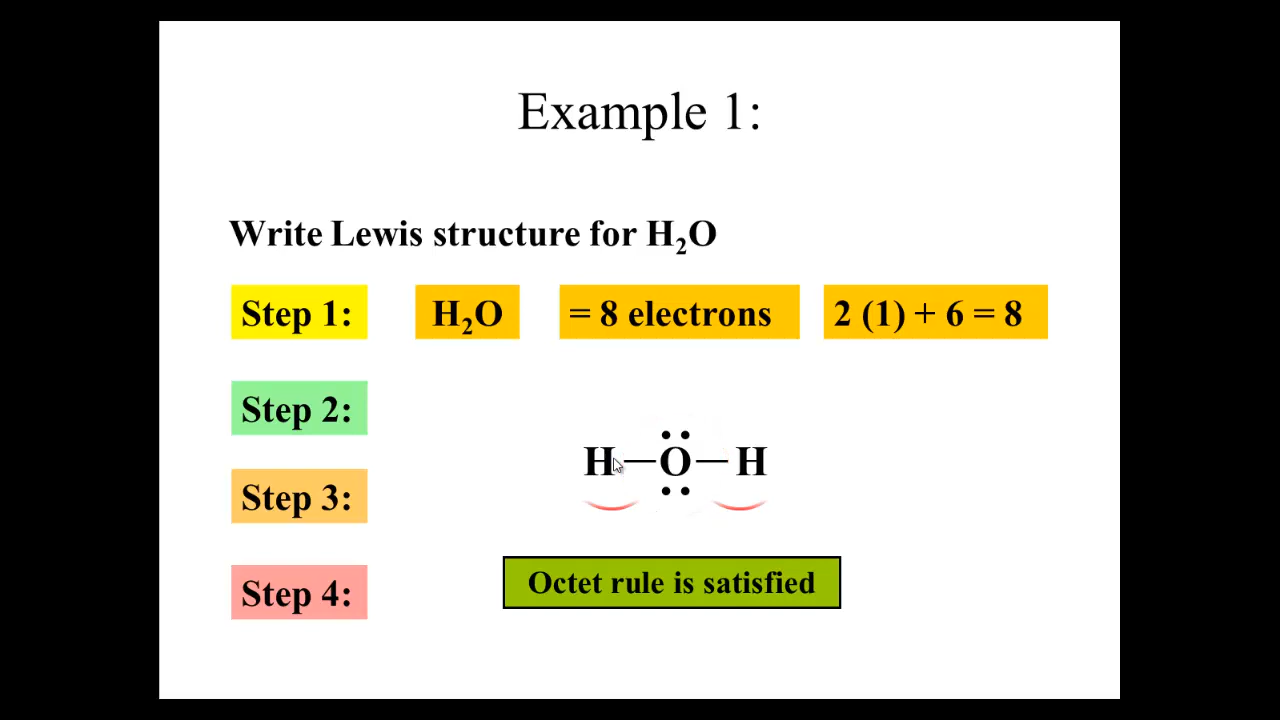 Example 1:
Write Lewis structure for H₂O
Step 1: H₂O = 8 electrons 2 (1) + 6 = 8
Step 2:
H—O—H
Step 3:
Octet rule is satisfied
Step 4: